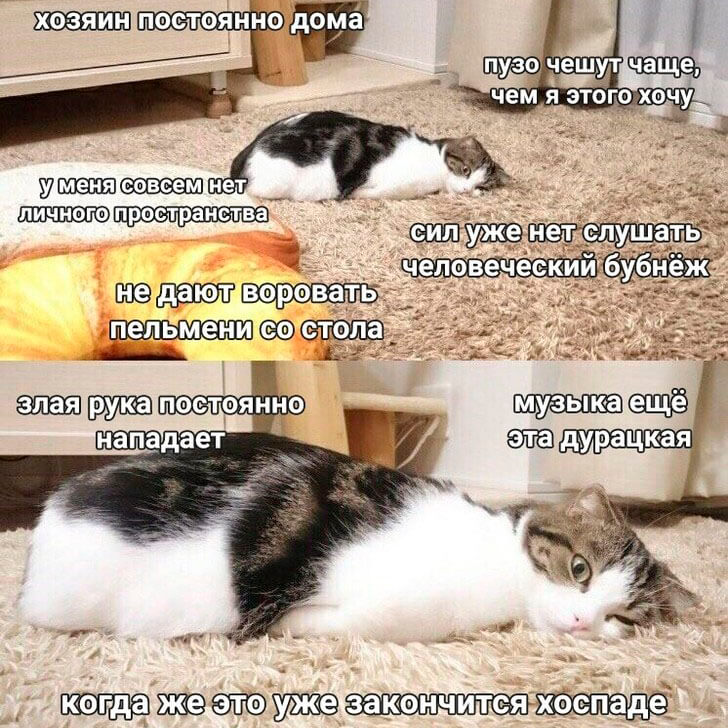 хозяин постоянно дома
пузо чешут чаще,
чем я этого хочу
у меня совсем нет
личного пространства
сил уже нет слушать
человеческий бубнёж
не дают воровать
пельмени со стола
злая рука постоянно
нападает
музыка ещё
эта дурацкая
когда же это уже закончится хоспаде